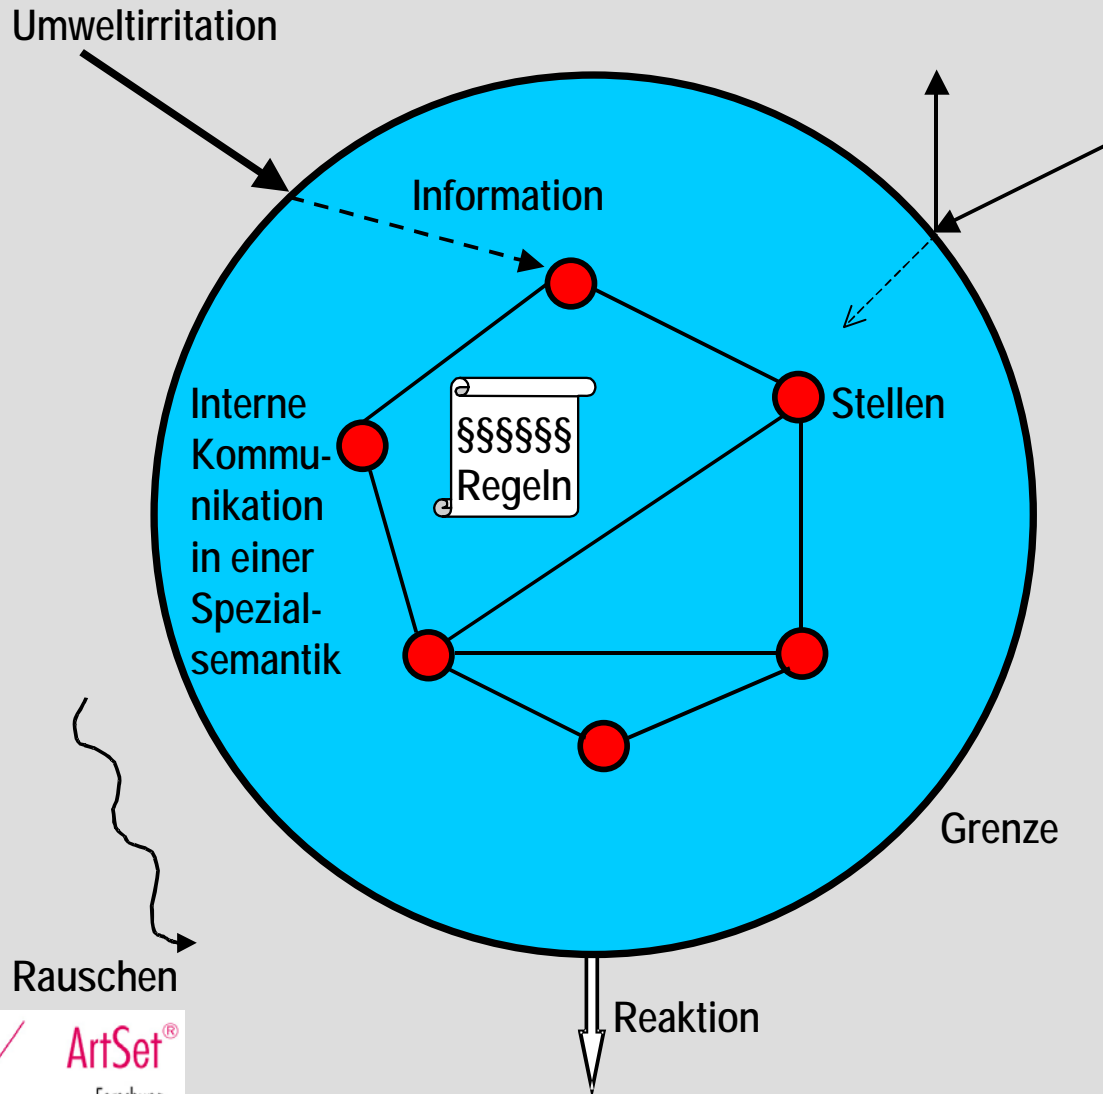 Umweltirritation
Information
Interne
Kommu-
nikation
in einer
Spezial-
semantik
§§§§§§
Regeln
Stellen
Grenze
Rauschen
Reaktion
ArtSet®